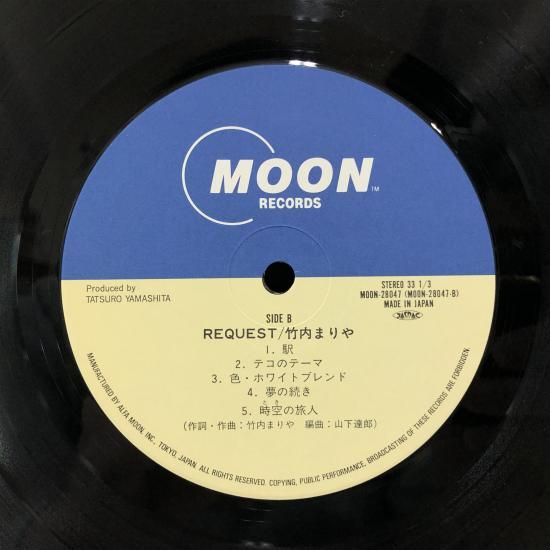 MOON
TM
RECORDS
Produced by
TATSURO YAMASHITA
STEREO 33 1/3
MOON-28047 (MOON-28047-B)
MADE IN JAPAN
JASRAC
SIDE B
REQUEST/竹内まりや
1. 駅
2. テコのテーマ
3. 色・ホワイトブレンド
4. 夢の続き
とき
5. 時空の旅人
(作詞・作曲:竹内まりや 編曲:山下達郎)
MANUFACTURED BY ALFA MOON, INC., TOKYO, JAPAN. ALL RIGHTS RESERVED. COPYING, PUBLIC PERFORMANCE, BROADCASTING OF THESE RECORDS ARE FORBIDDEN.